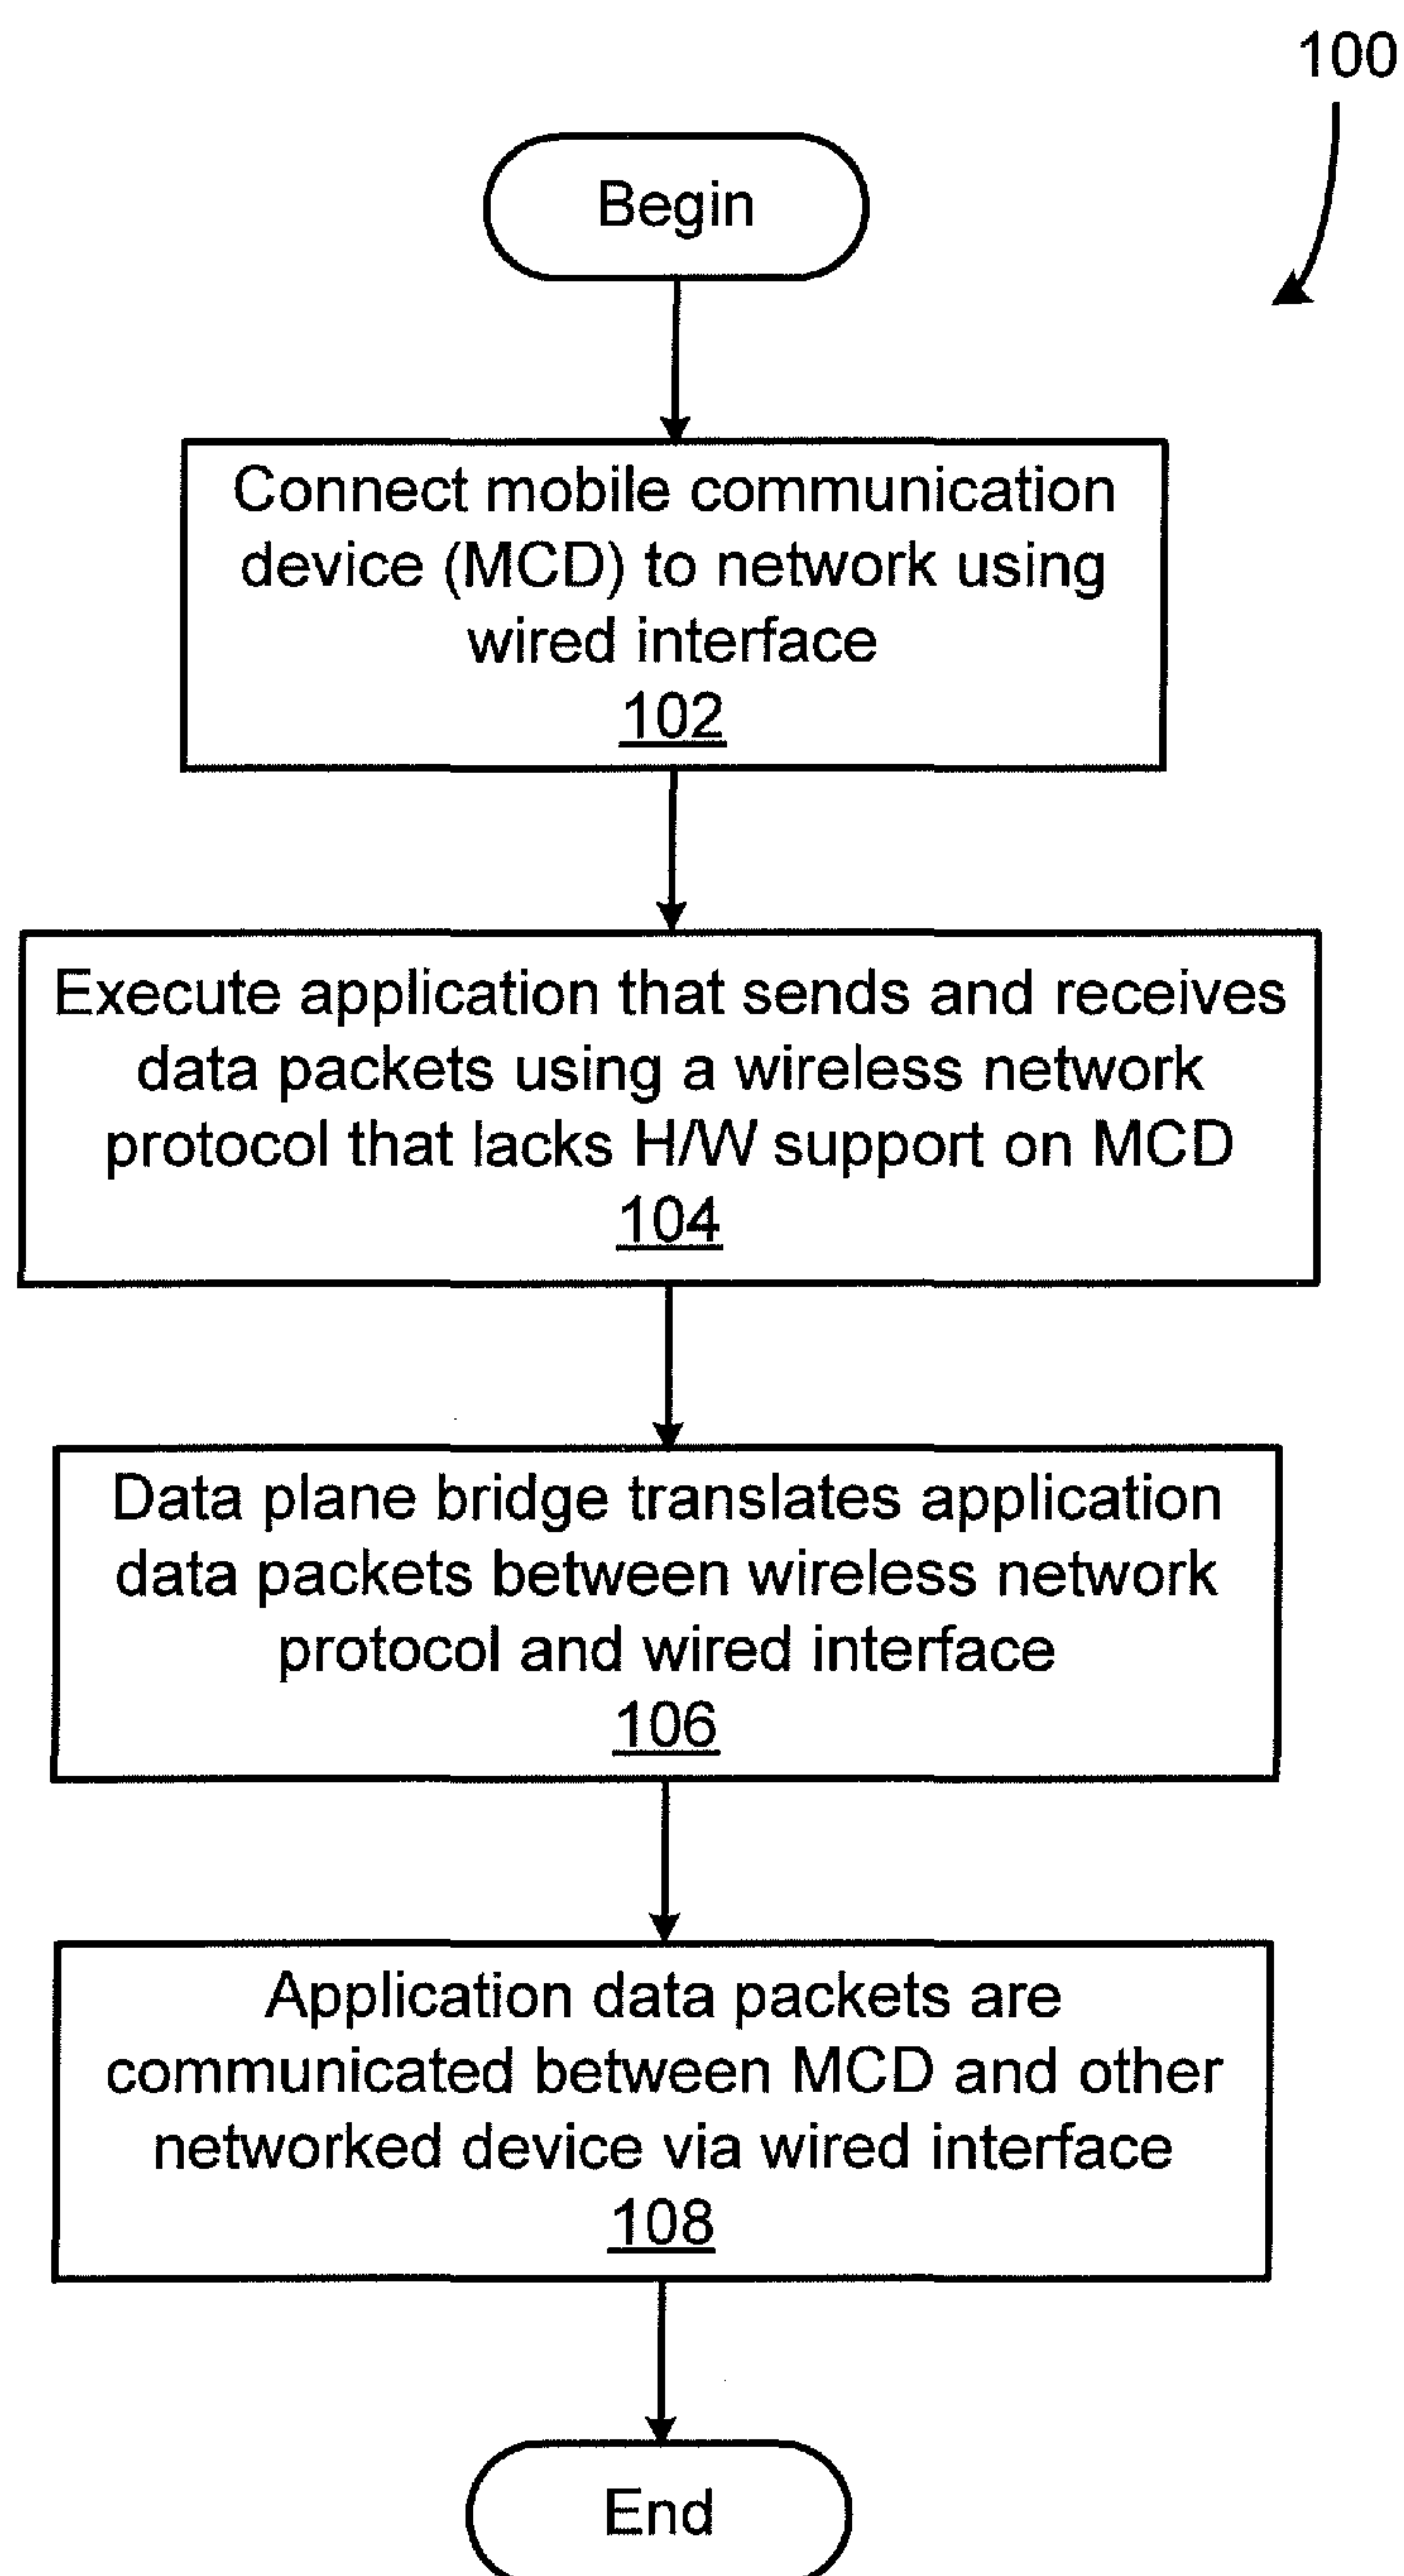 100
Begin
Connect mobile communication
device (MCD) to network using
wired interface
102
Execute application that sends and receives
data packets using a wireless network
protocol that lacks H/W support on MCD
104
Data plane bridge translates application
data packets between wireless network
protocol and wired interface
106
Application data packets are
communicated between MCD and other
networked device via wired interface
108
End